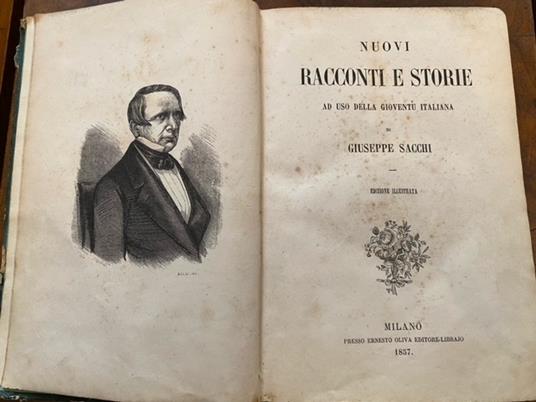 NUOVI
RACCONTI E STORIE
AD USO DELLA GIOVENTÙ ITALIANA
DI
GIUSEPPE SACCHI
EDIZIONE ILLUSTRATA
MILANO
PRESSO ERNESTO OLIVA EDITORE-LIBRAJO
1857.